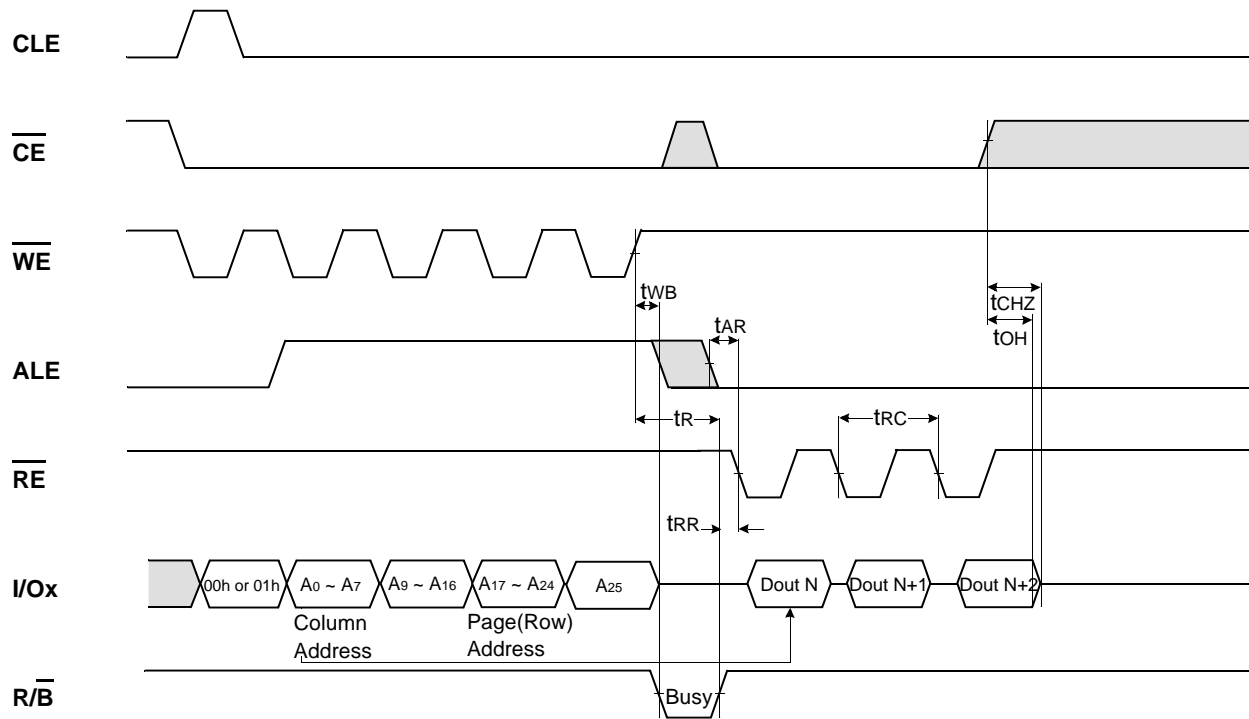 CLE
CE
WE
tWB
tCHZ
tAR
tOH
ALE
tR
tRC
RE
tRR
I/Ox
00h or 01h
A0 ~ A7
A9 ~ A16
A17 ~ A24
A25
Dout N
Dout N+1
Dout N+2
Column
Address
Page(Row)
Address
R/B
Busy